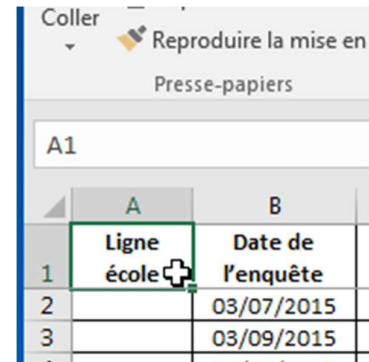 Coller
Reproduire la mise en
Presse-papiers
A1
A B
1 Ligne école Date de l'enquête
2 03/07/2015
3 03/09/2015